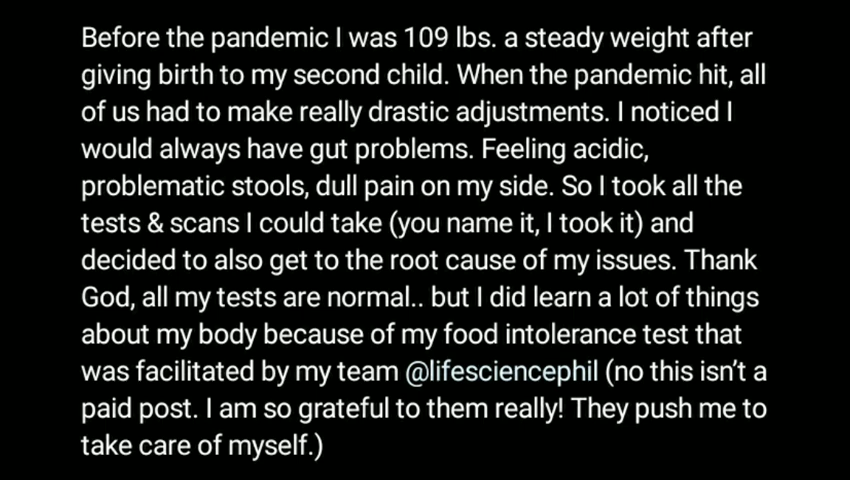 Before the pandemic I was 109 lbs. a steady weight after
giving birth to my second child. When the pandemic hit, all
of us had to make really drastic adjustments. I noticed I
would always have gut problems. Feeling acidic,
problematic stools, dull pain on my side. So I took all the
tests & scans I could take (you name it, I took it) and
decided to also get to the root cause of my issues. Thank
God, all my tests are normal.. but I did learn a lot of things
about my body because of my food intolerance test that
was facilitated by my team @lifesciencephil (no this isn’t a
paid post. I am so grateful to them really! They push me to
take care of myself.)